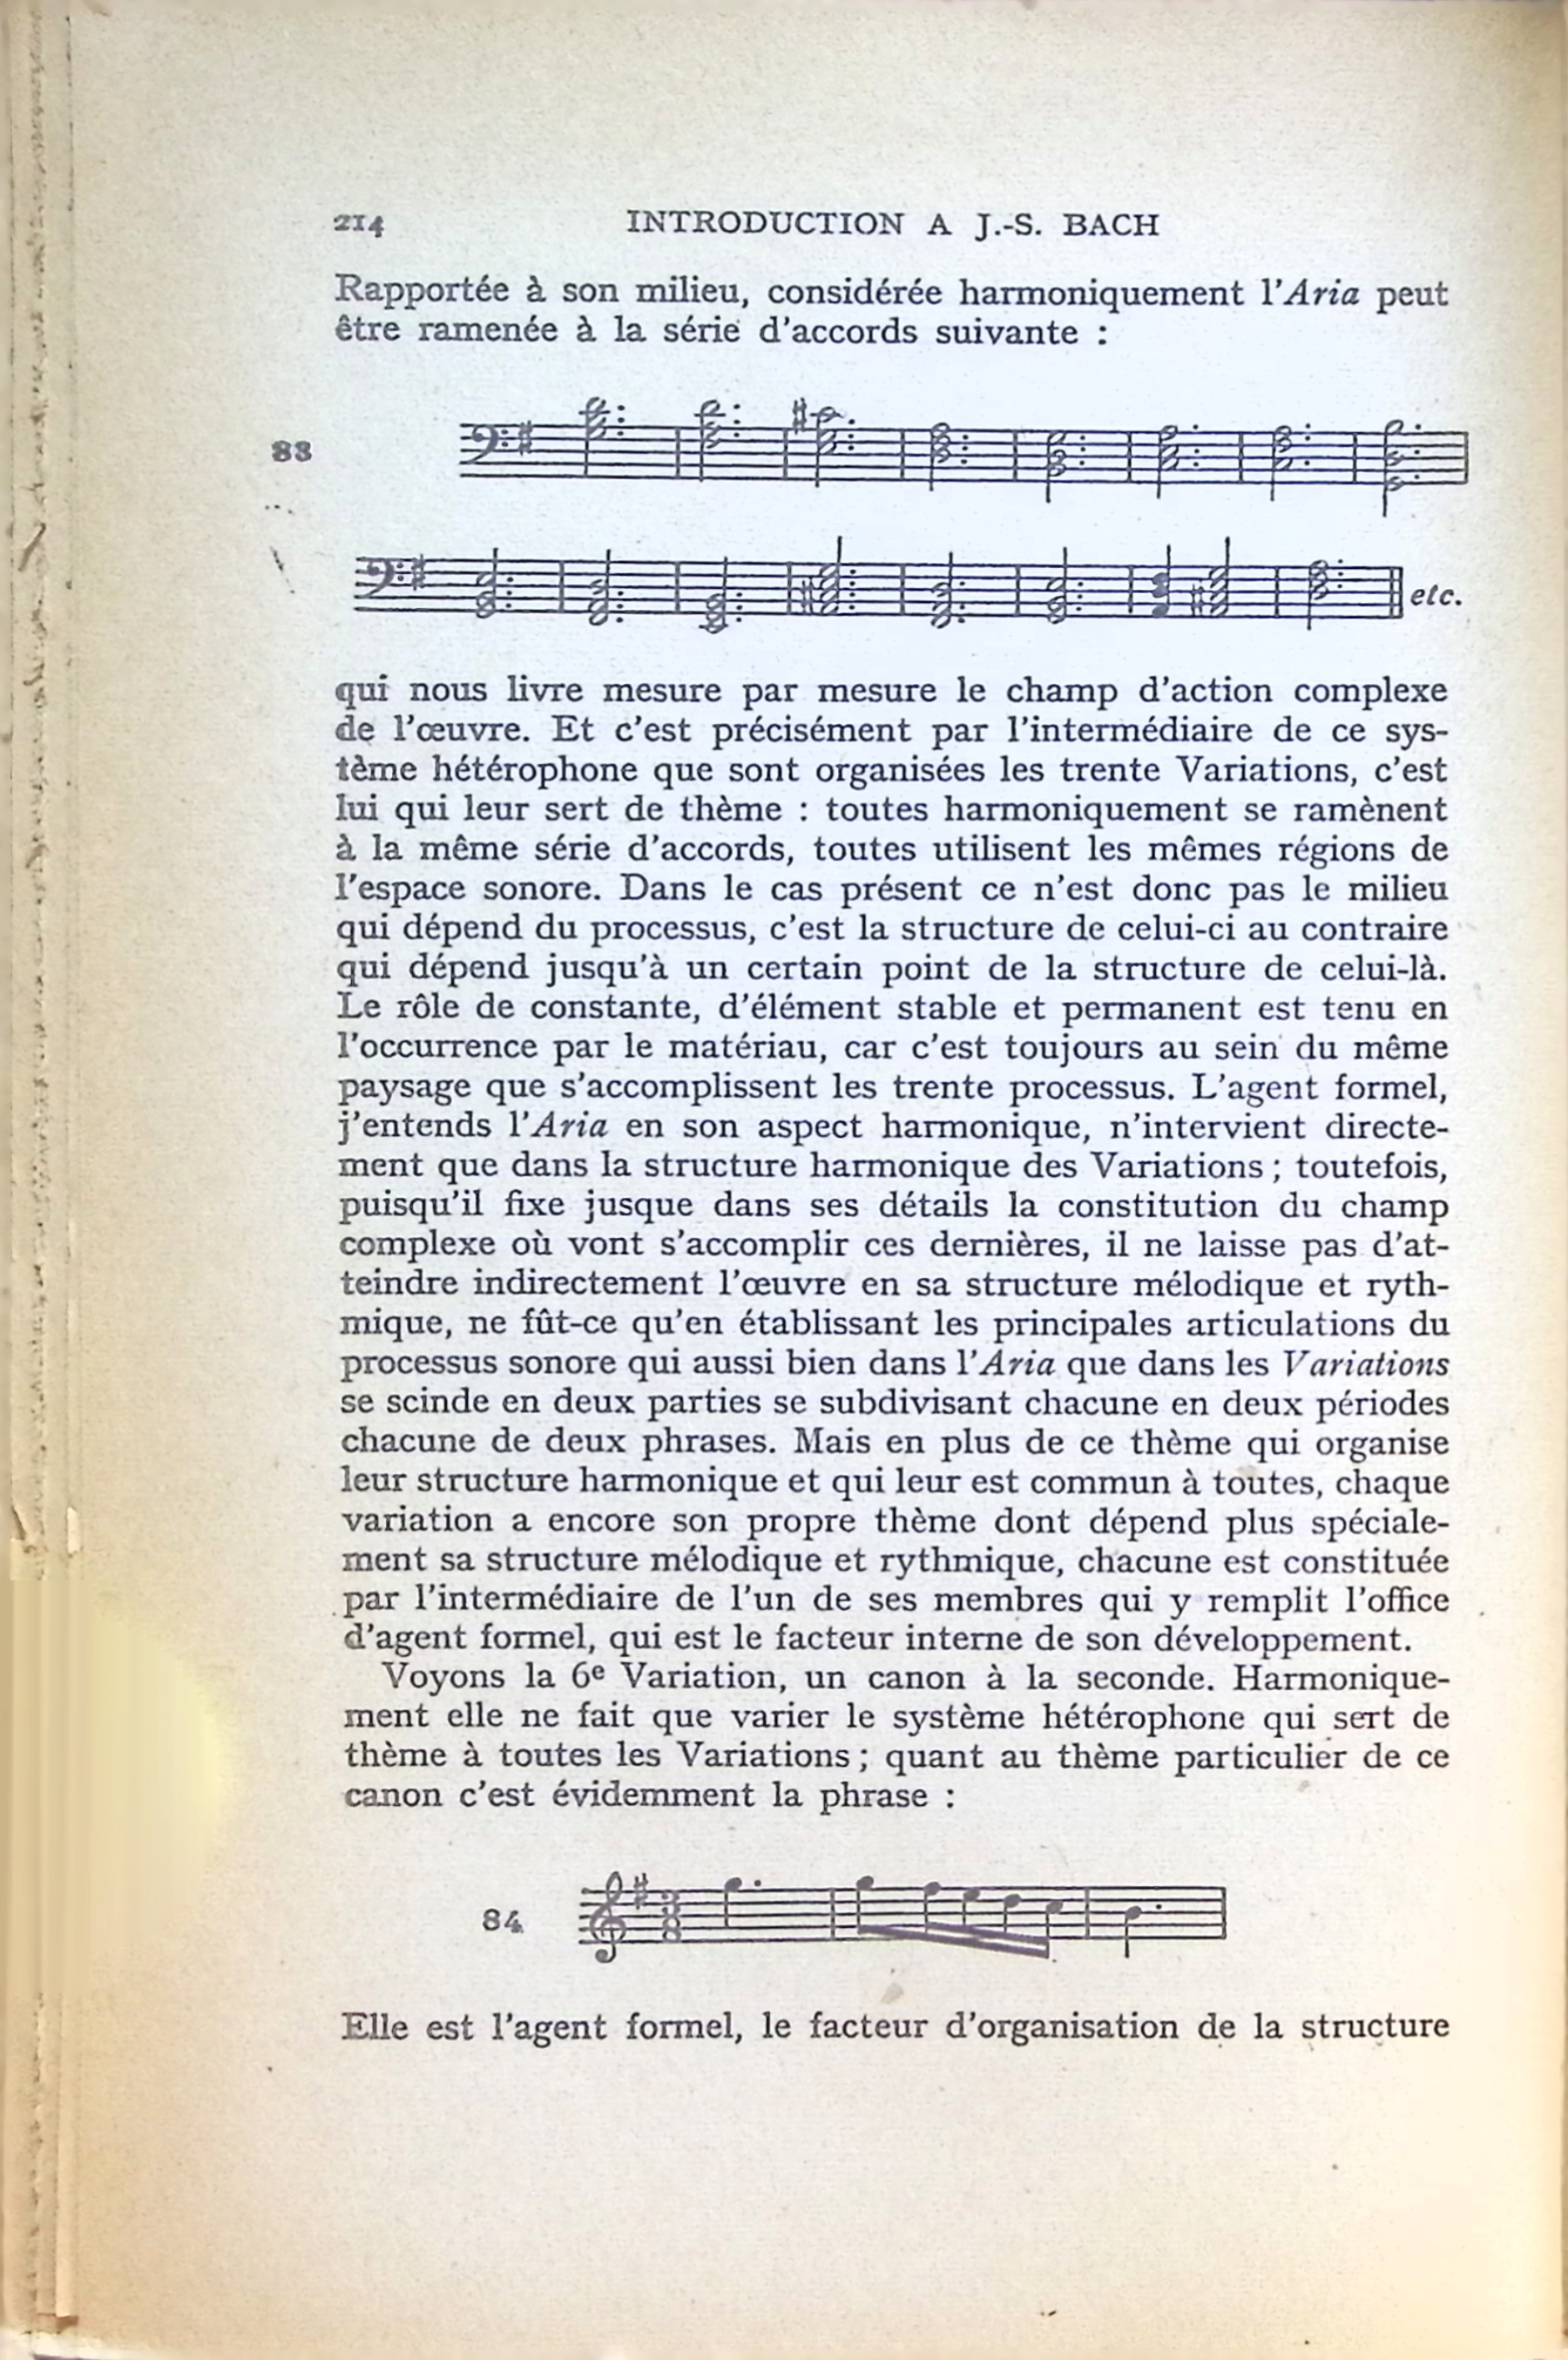 214 INTRODUCTION A J.-S. BACH
Rapportée à son milieu, considérée harmoniquement l'Aria peut
être ramenée à la série d'accords suivante :
83
etc.
qui nous livre mesure par mesure le champ d'action complexe
de l'œuvre. Et c'est précisément par l'intermédiaire de ce sys-
tème hétérophone que sont organisées les trente Variations, c'est
lui qui leur sert de thème : toutes harmoniquement se ramènent
à la même série d'accords, toutes utilisent les mêmes régions de
l'espace sonore. Dans le cas présent ce n'est donc pas le milieu
qui dépend du processus, c'est la structure de celui-ci au contraire
qui dépend jusqu'à un certain point de la structure de celui-là.
Le rôle de constante, d'élément stable et permanent est tenu en
l'occurrence par le matériau, car c'est toujours au sein du même
paysage que s'accomplissent les trente processus. L'agent formel,
j'entends l'Aria en son aspect harmonique, n'intervient directe-
ment que dans la structure harmonique des Variations ; toutefois,
puisqu'il fixe jusque dans ses détails la constitution du champ
complexe où vont s'accomplir ces dernières, il ne laisse pas d'at-
teindre indirectement l'œuvre en sa structure mélodique et ryth-
mique, ne fût-ce qu'en établissant les principales articulations du
processus sonore qui aussi bien dans l'Aria que dans les Variations
se scinde en deux parties se subdivisant chacune en deux périodes
chacune de deux phrases. Mais en plus de ce thème qui organise
leur structure harmonique et qui leur est commun à toutes, chaque
variation a encore son propre thème dont dépend plus spéciale-
ment sa structure mélodique et rythmique, chacune est constituée
par l'intermédiaire de l'un de ses membres qui y remplit l'office
d'agent formel, qui est le facteur interne de son développement.
Voyons la 6e Variation, un canon à la seconde. Harmonique-
ment elle ne fait que varier le système hétérophone qui sert de
thème à toutes les Variations ; quant au thème particulier de ce
canon c'est évidemment la phrase :
84
3
8
Elle est l'agent formel, le facteur d'organisation de la structure